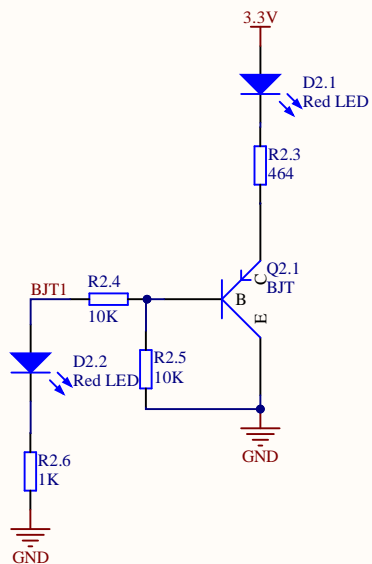 3.3V
D2.1
Red LED
R2.3
464
C
Q2.1
BJT
B
E
BJT1
R2.4
10K
R2.5
10K
D2.2
Red LED
R2.6
1K
GND
GND